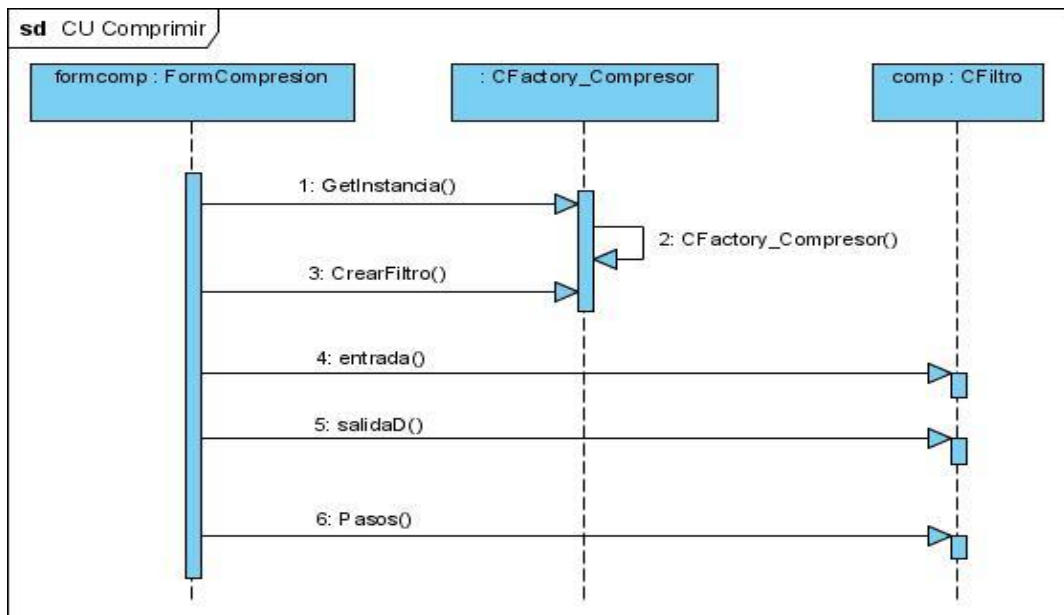 sd CU Comprimir
formcomp : FormCompresion
: CFactory_Compresor
comp : CFiltro
1: GetInstancia()
2: CFactory_Compresor()
3: CrearFiltro()
4: entrada()
5: salidaD()
6: Pasos()